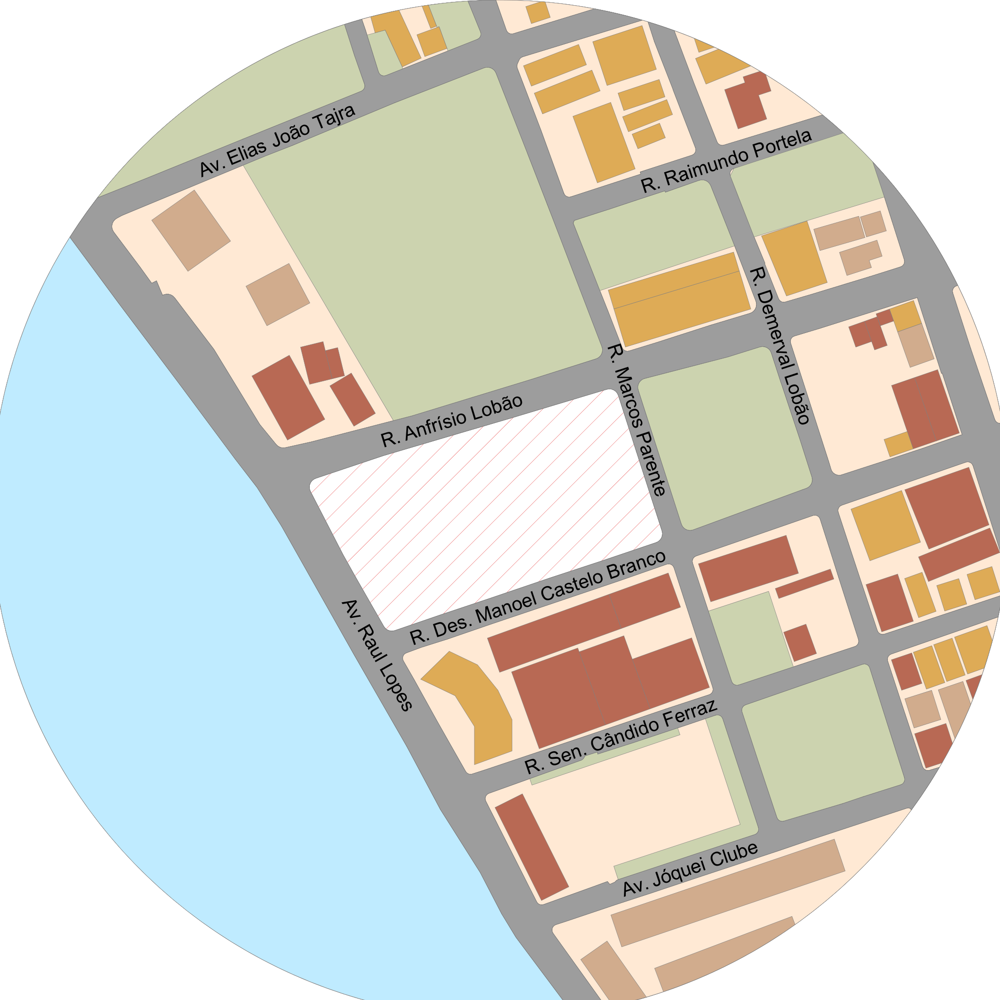 Av. Elias João Tajra
R. Raimundo Portela
R. Demerval Lobão
R. Marcos Parente
R. Anfrísio Lobão
R. Des. Manoel Castelo Branco
Av. Raul Lopes
R. Sen. Cândido Ferraz
Av. Jóquei Clube